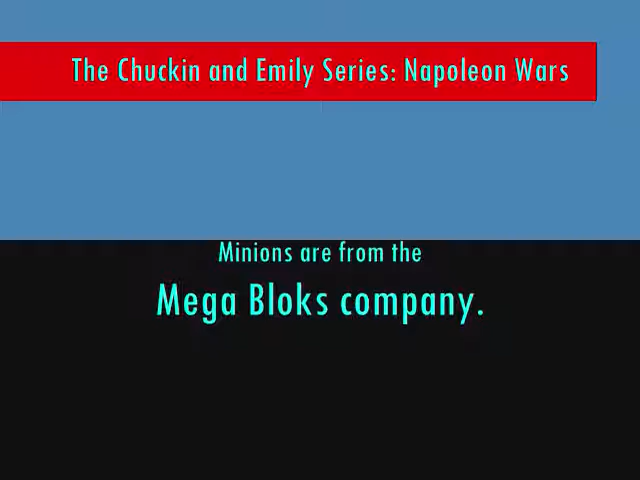 The Chuckin and Emily Series: Napoleon Wars
Minions are from the
Mega Bloks company.